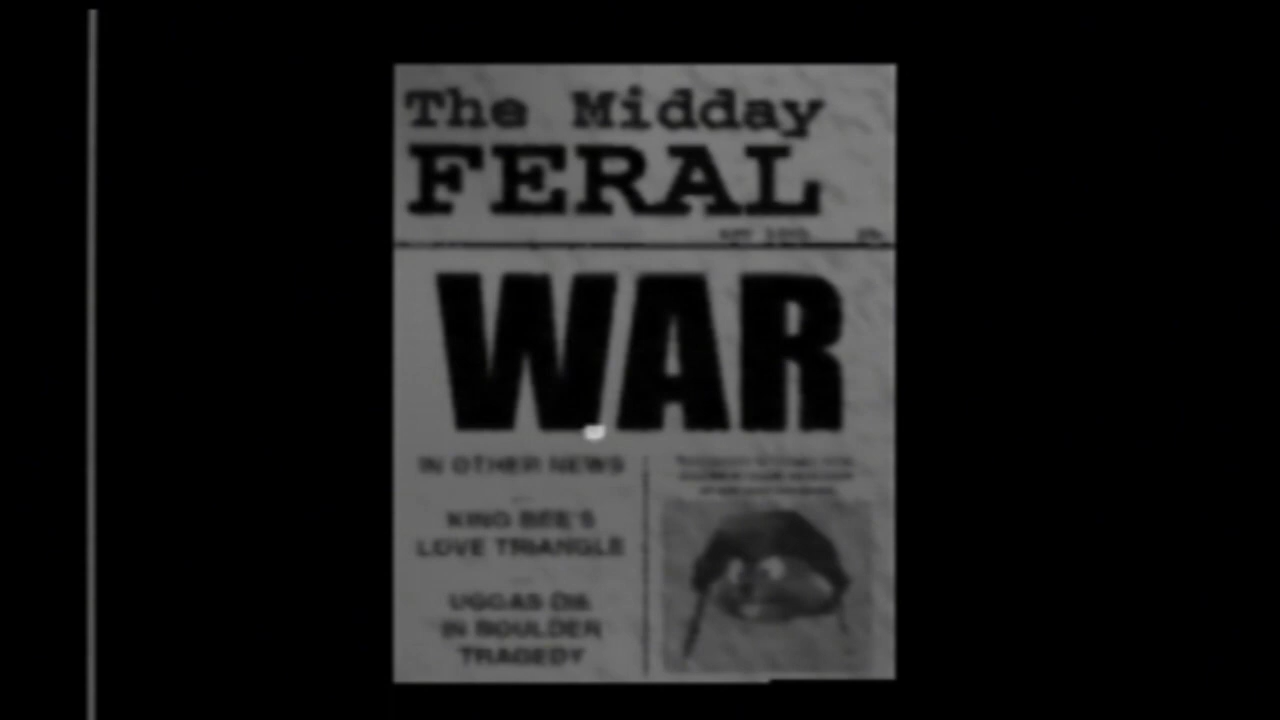 The Midday
FERAL
WAR
IN OTHER NEWS
KING BEE'S
LOVE TRIANGLE
UGGAS DIE
IN BOULDER
TRAGEDY